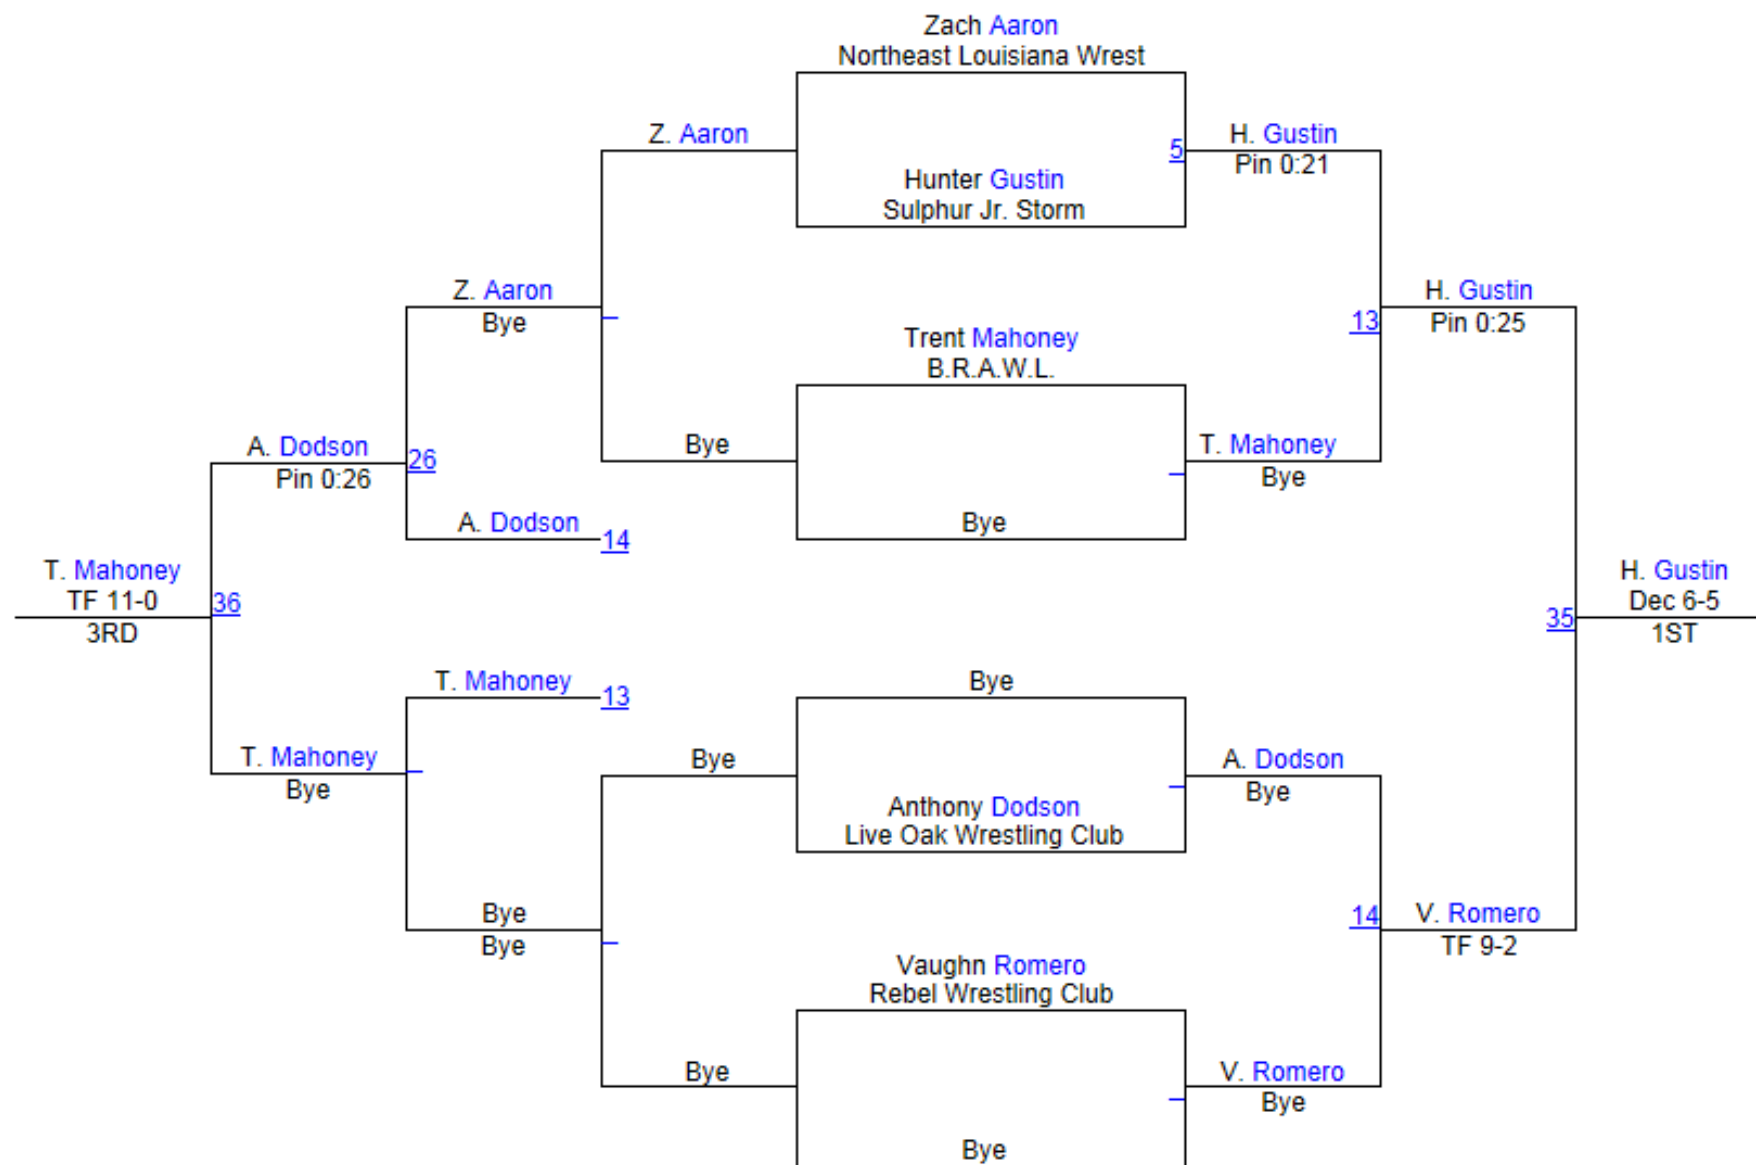 Zach Aaron
Northeast Louisiana Wrest
Z. Aaron
5
H. Gustin
Pin 0:21
Hunter Gustin
Sulphur Jr. Storm
Z. Aaron
Bye
H. Gustin
Pin 0:25
13
Trent Mahoney
B.R.A.W.L.
A. Dodson
Pin 0:26
26
Bye
T. Mahoney
Bye
A. Dodson
14
Bye
T. Mahoney
TF 11-0
3RD
36
H. Gustin
Dec 6-5
1ST
35
T. Mahoney
13
Bye
T. Mahoney
Bye
Bye
A. Dodson
Bye
Anthony Dodson
Live Oak Wrestling Club
Bye
Bye
14
V. Romero
TF 9-2
Vaughn Romero
Rebel Wrestling Club
Bye
V. Romero
Bye
Bye